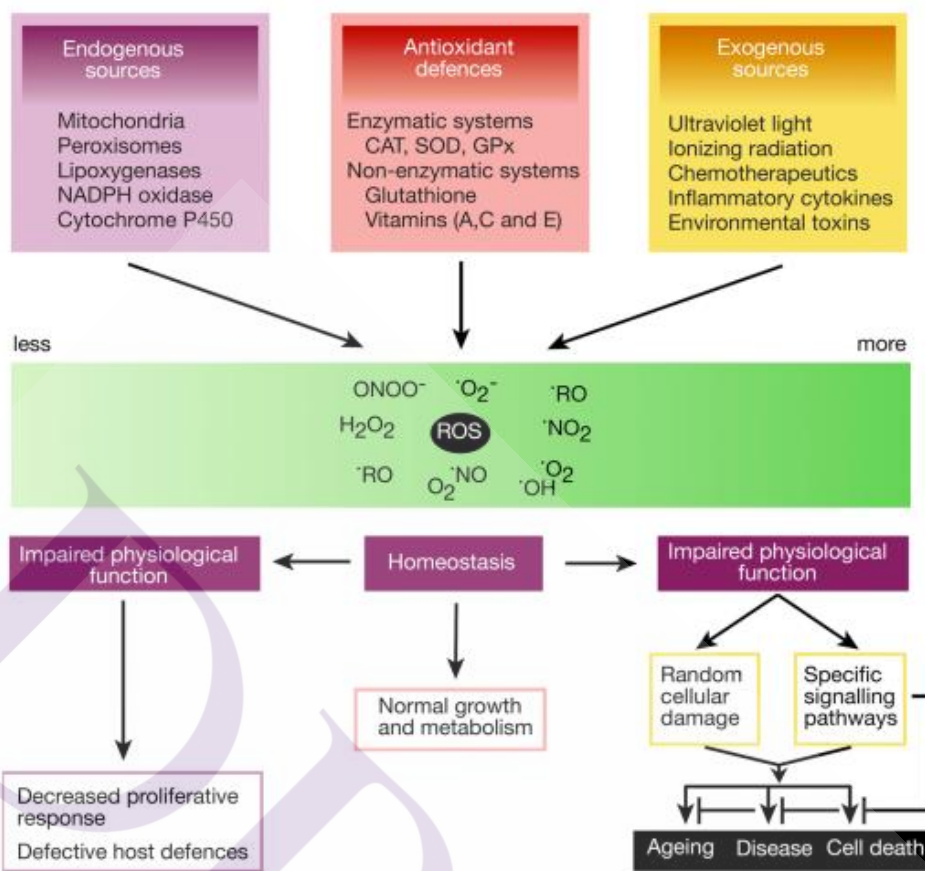 Endogenous
sources
Mitochondria
Peroxisomes
Lipoxygenases
NADPH oxidase
Cytochrome P450
Antioxidant
defences
Enzymatic systems
CAT, SOD, GPx
Non-enzymatic systems
Glutathione
Vitamins (A,C and E)
Exogenous
sources
Ultraviolet light
Ionizing radiation
Chemotherapeutics
Inflammatory cytokines
Environmental toxins
less
more
ONOO⁻ ˙O₂⁻ ˙RO
H₂O₂ ROS ˙NO₂
˙RO O₂ ˙NO ˙OH ˙O₂
Impaired physiological
function
Homeostasis
Impaired physiological
function
Normal growth
and metabolism
Random
cellular
damage
Specific
signalling
pathways
Decreased proliferative
response
Defective host defences
Ageing Disease Cell death